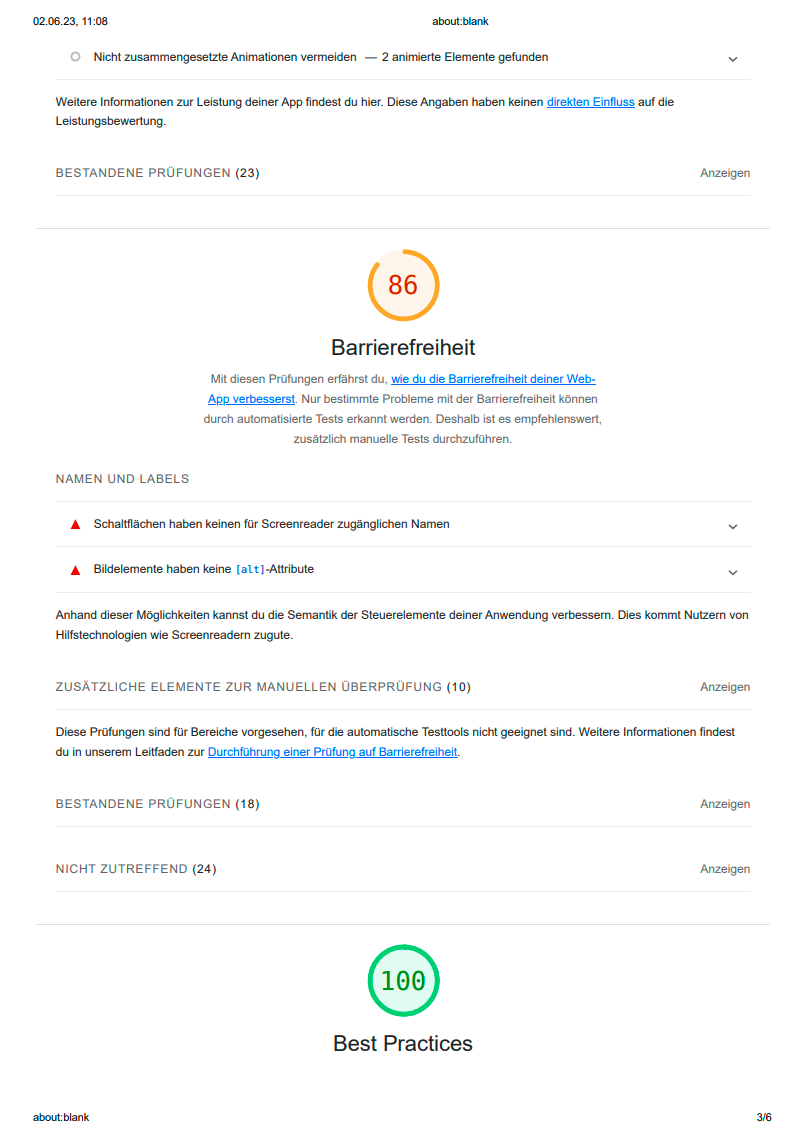 02.06.23, 11:08 about:blank
Nicht zusammengesetzte Animationen vermeiden — 2 animierte Elemente gefunden
Weitere Informationen zur Leistung deiner App findest du hier. Diese Angaben haben keinen direkten Einfluss auf die
Leistungsbewertung.
BESTANDENE PRÜFUNGEN (23) Anzeigen
86
Barrierefreiheit
Mit diesen Prüfungen erfährst du, wie du die Barrierefreiheit deiner Web-
App verbesserst. Nur bestimmte Probleme mit der Barrierefreiheit können
durch automatisierte Tests erkannt werden. Deshalb ist es empfehlenswert,
zusätzlich manuelle Tests durchzuführen.
NAMEN UND LABELS
Schaltflächen haben keinen für Screenreader zugänglichen Namen
Bildelemente haben keine [alt]-Attribute
Anhand dieser Möglichkeiten kannst du die Semantik der Steuerelemente deiner Anwendung verbessern. Dies kommt Nutzern von
Hilfstechnologien wie Screenreadern zugute.
ZUSÄTZLICHE ELEMENTE ZUR MANUELLEN ÜBERPRÜFUNG (10) Anzeigen
Diese Prüfungen sind für Bereiche vorgesehen, für die automatische Testtools nicht geeignet sind. Weitere Informationen findest
du in unserem Leitfaden zur Durchführung einer Prüfung auf Barrierefreiheit.
BESTANDENE PRÜFUNGEN (18) Anzeigen
NICHT ZUTREFFEND (24) Anzeigen
100
Best Practices
about:blank 3/6